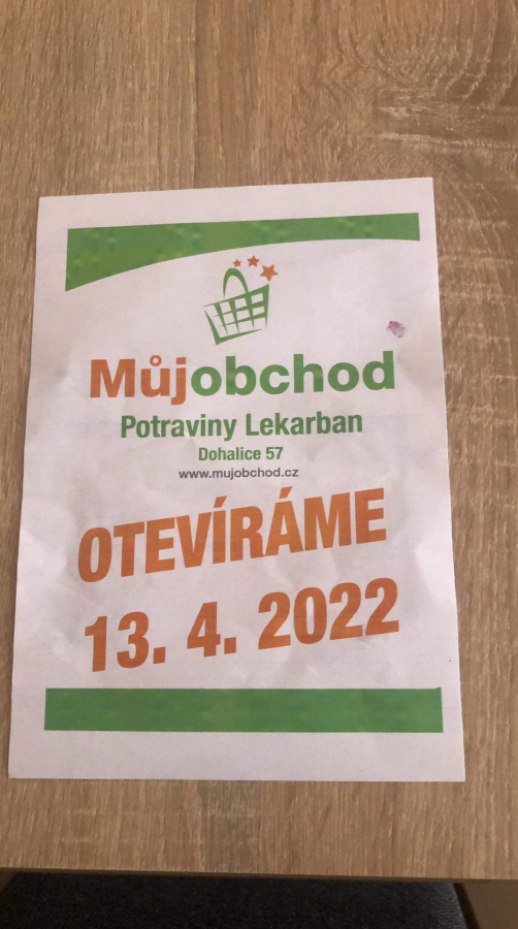 Můjobchod
Potraviny Lekarban
Dohalice 57
www.mujobchod.cz
OTEVÍRÁME
13. 4. 2022